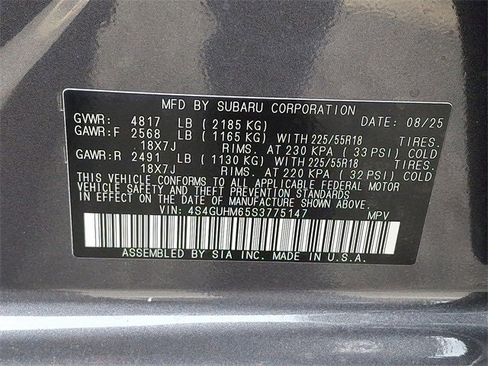 MFD BY SUBARU CORPORATION DATE: 08/25
GVWR: 4817 LB (2185 KG)
GAWR:F 2568 LB (1165 KG) WITH 225/55R18 TIRES.
18X7J RIMS. AT 230 KPA (33 PSI) COLD
GAWR:R 2491 LB (1130 KG) WITH 225/55R18 TIRES.
18X7J RIMS. AT 220 KPA (32 PSI) COLD
THIS VEHICLE CONFORMS TO ALL APPLICABLE FEDERAL MOTOR
VEHICLE SAFETY AND THEFT PREVENTION STANDARDS
IN EFFECT ON THE DATE OF MANUFACTURE SHOWN ABOVE.
VIN: 4S4GUHM65S3775147 MPV
ASSEMBLED BY SIA INC. MADE IN U.S.A.